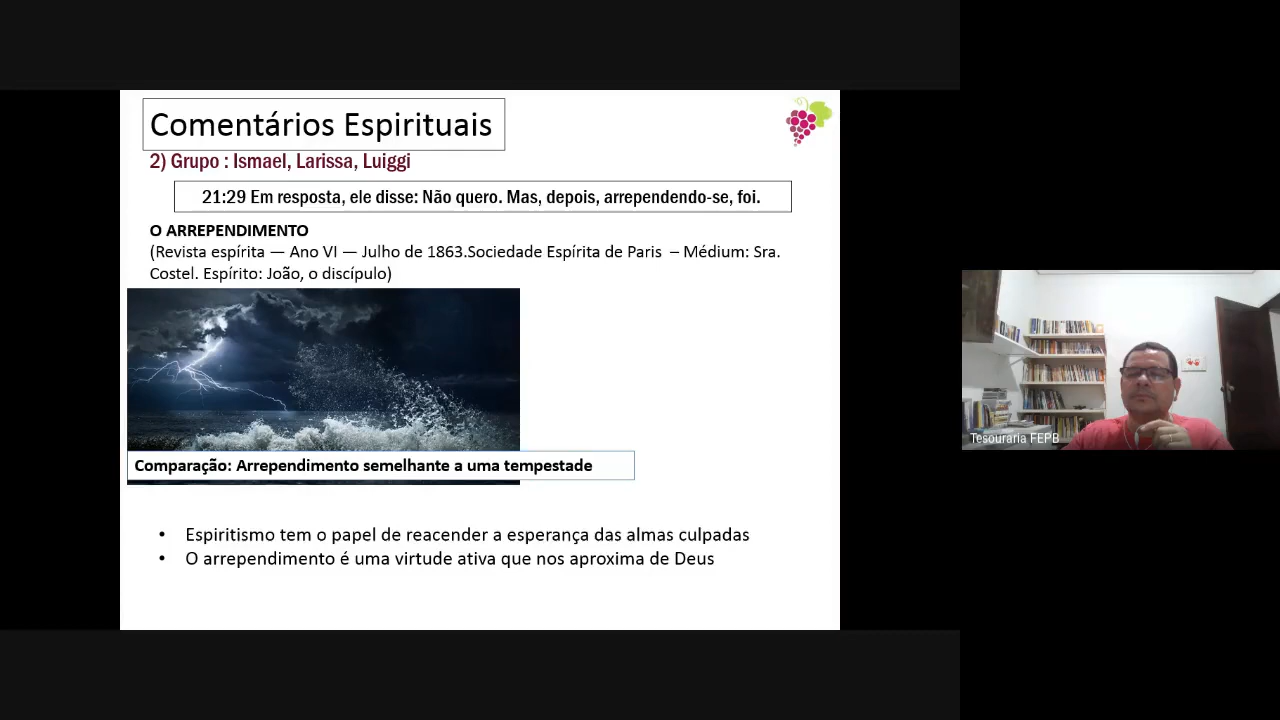 Comentários Espirituais
2) Grupo : Ismael, Larissa, Luiggi
21:29 Em resposta, ele disse: Não quero. Mas, depois, arrependendo-se, foi.
O ARREPENDIMENTO
(Revista espírita — Ano VI — Julho de 1863.Sociedade Espírita de Paris – Médium: Sra.
Costel. Espírito: João, o discípulo)
Comparação: Arrependimento semelhante a uma tempestade
• Espiritismo tem o papel de reacender a esperança das almas culpadas
• O arrependimento é uma virtude ativa que nos aproxima de Deus
Tesouraria FEPB